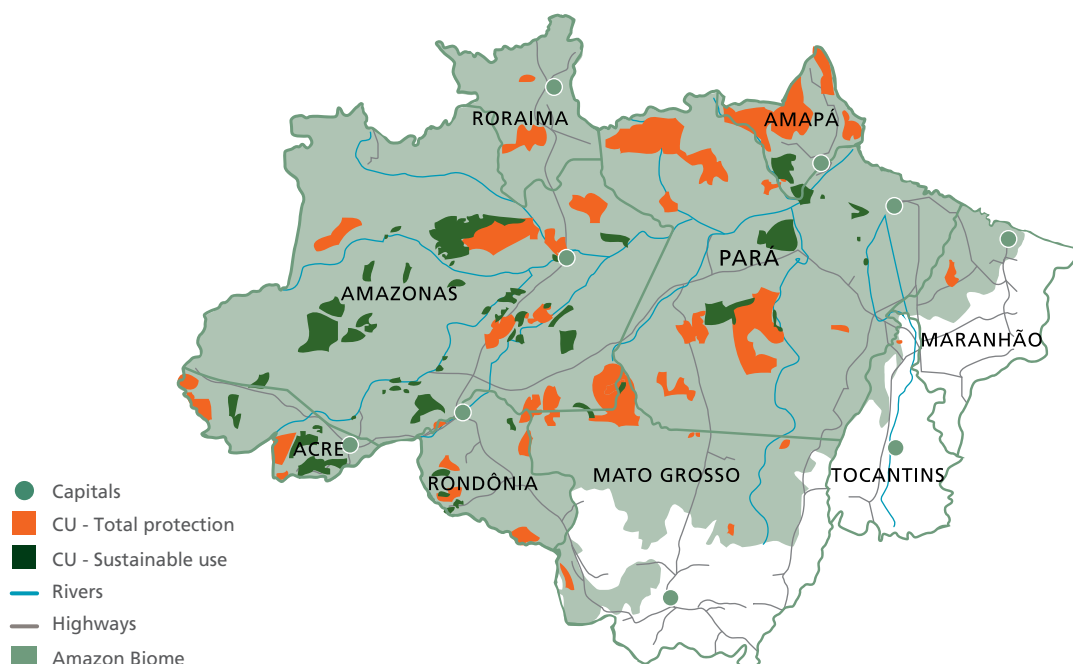 RORAIMA
AMAPÁ
PARÁ
AMAZONAS
MARANHÃO
ACRE
RONDÔNIA
MATO GROSSO
TOCANTINS
Capitals
CU - Total protection
CU - Sustainable use
Rivers
Highways
Amazon Biome